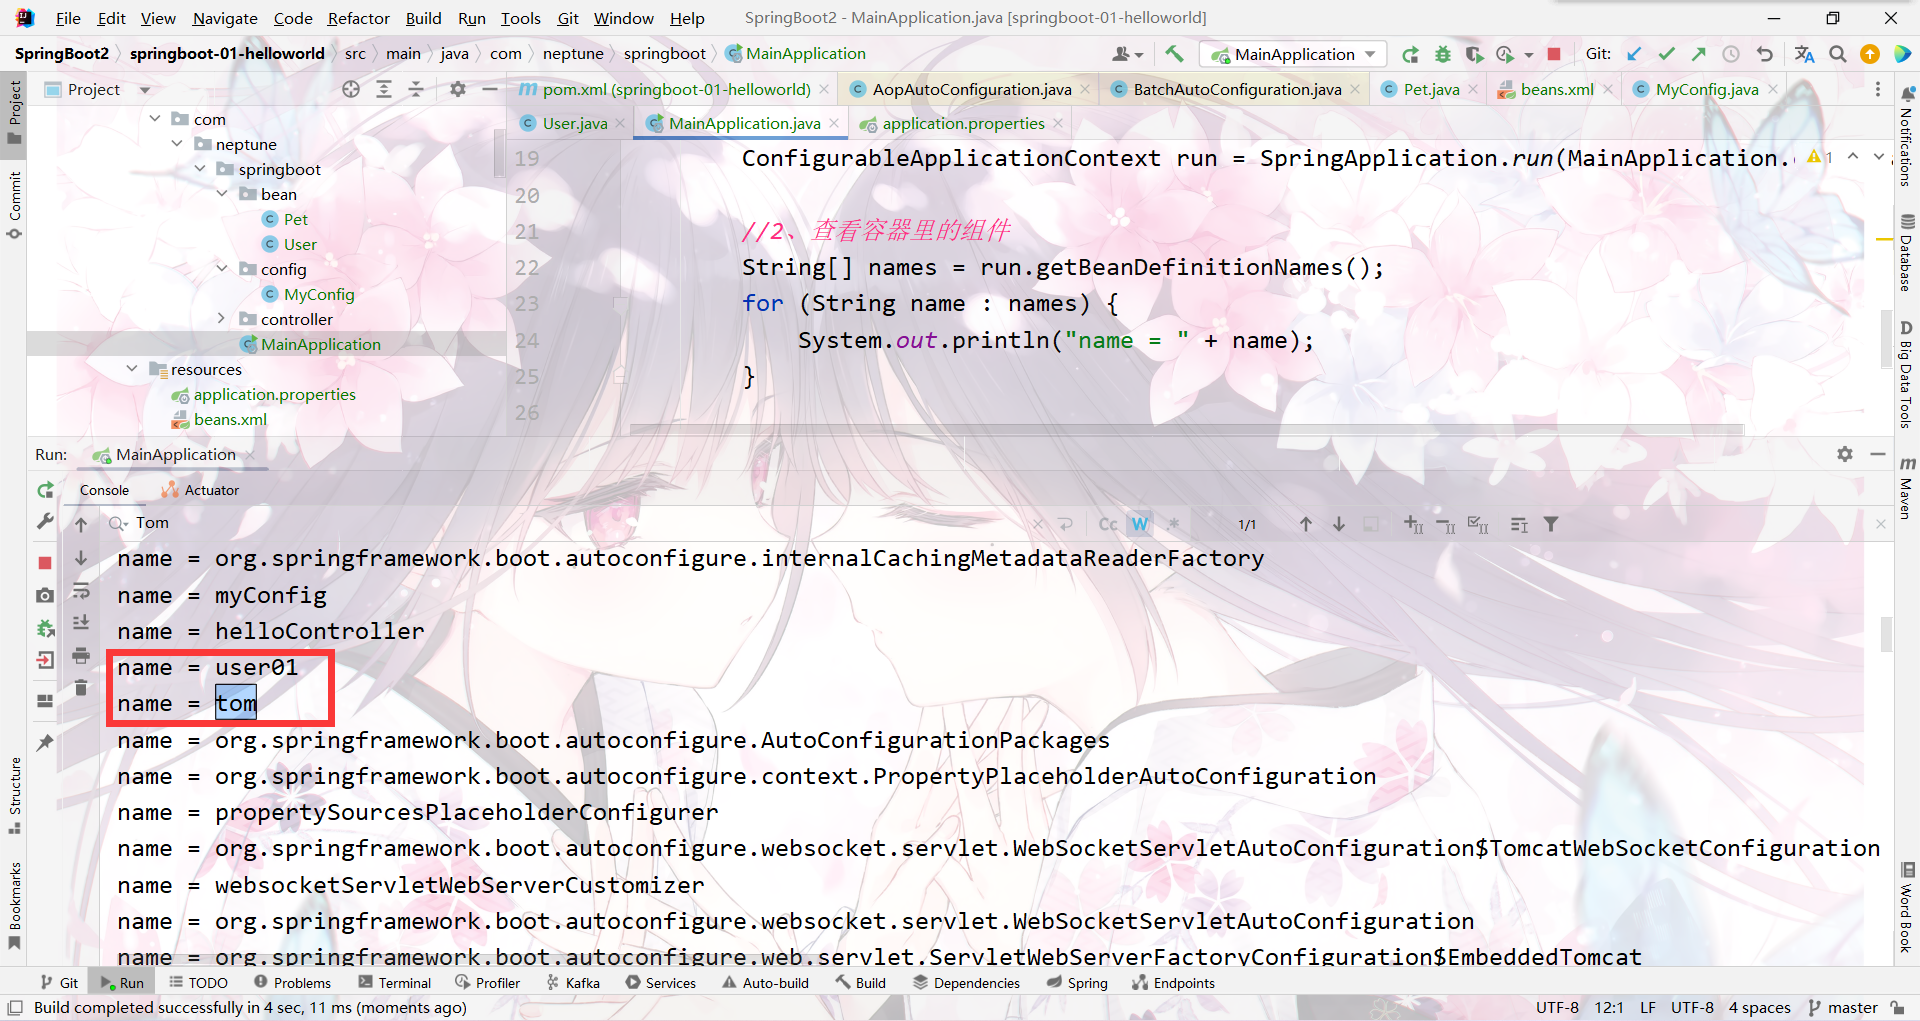 File Edit View Navigate Code Refactor Build Run Tools Git Window Help SpringBoot2 - MainApplication.java [springboot-01-helloworld]
SpringBoot2 springboot-01-helloworld src main java com neptune springboot MainApplication MainApplication Git:
Project pom.xml (springboot-01-helloworld) AopAutoConfiguration.java BatchAutoConfiguration.java Pet.java beans.xml MyConfig.java
User.java MainApplication.java application.properties
Project
Commit
com
neptune
springboot
bean
Pet
User
config
MyConfig
controller
MainApplication
resources
application.properties
beans.xml
19 ConfigurableApplicationContext run = SpringApplication.run(MainApplication. 1
20
21 //2、查看容器里的组件
22 String[] names = run.getBeanDefinitionNames();
23 for (String name : names) {
24 System.out.println("name = " + name);
25 }
26
Notifications
Database
Big Data Tools
Maven
Word Book
Run: MainApplication
Console Actuator
Tom Cc W .* 1/1
name = org.springframework.boot.autoconfigure.internalCachingMetadataReaderFactory
name = myConfig
name = helloController
name = user01
name = tom
name = org.springframework.boot.autoconfigure.AutoConfigurationPackages
name = org.springframework.boot.autoconfigure.context.PropertyPlaceholderAutoConfiguration
name = propertySourcesPlaceholderConfigurer
name = org.springframework.boot.autoconfigure.websocket.servlet.WebSocketServletAutoConfiguration$TomcatWebSocketConfiguration
name = websocketServletWebServerCustomizer
name = org.springframework.boot.autoconfigure.websocket.servlet.WebSocketServletAutoConfiguration
name = org.springframework.boot.autoconfigure.web.servlet.ServletWebServerFactoryConfiguration$EmbeddedTomcat
Structure
Bookmarks
Git Run TODO Problems Terminal Profiler Kafka Services Auto-build Build Dependencies Spring Endpoints
Build completed successfully in 4 sec, 11 ms (moments ago) UTF-8 12:1 LF UTF-8 4 spaces master